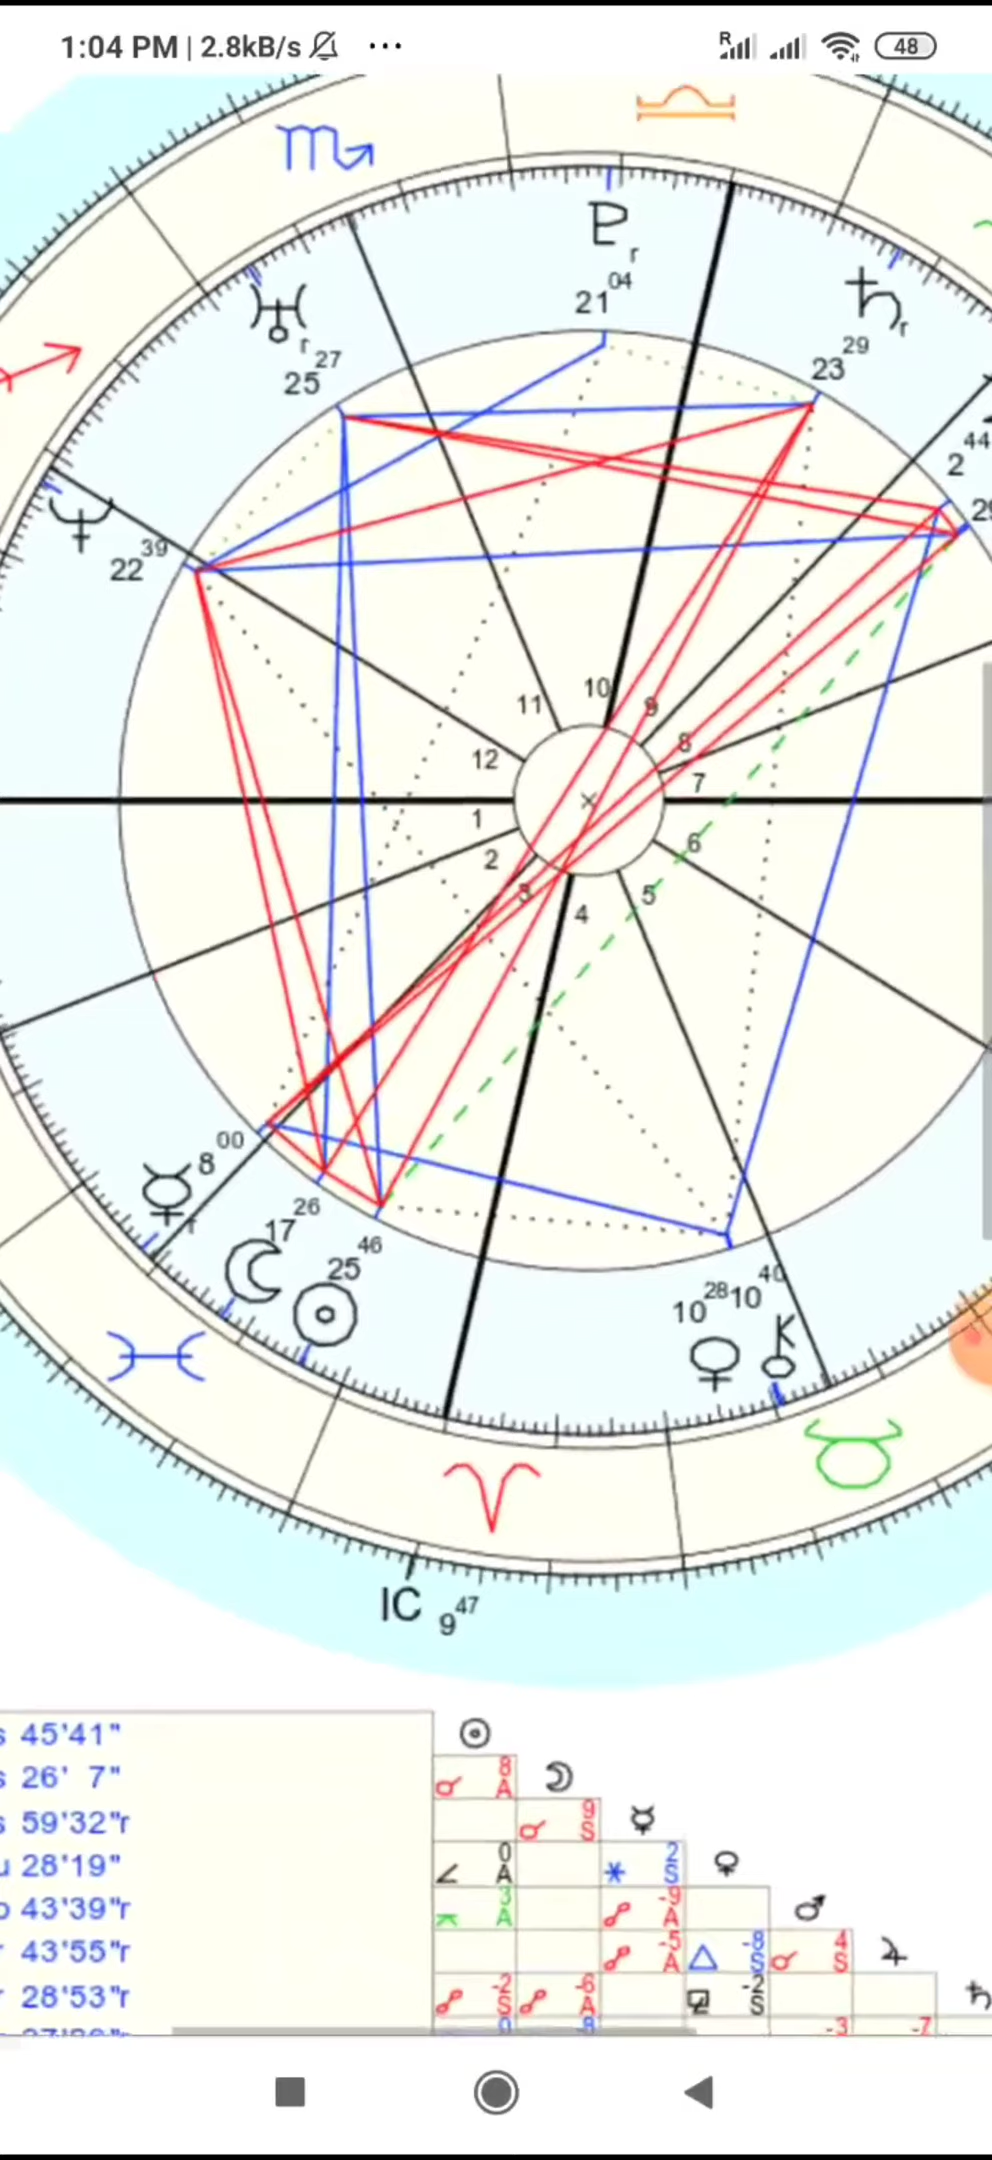 1:04 PM | 2.8kB/s ...
R 48
♏ ♎
♇ r
21 04
♅ r
25 27
♄ r
23 29
♐
2 44
29
♆
22 39
11 10 9
12 8
7
1
2 6
3 5
4
☿ r
8 00
☽
17 26
☉
25 46
♓
10 28 10 40
♀ ⚷
♈ ♉
IC 9 47
s 45'41" ☉
s 26' 7" ☌ 8 A ☽
s 59'32"r ☌ 9 S ☿
u 28'19" ∠ 0 A ⚹ 2 S ♀
o 43'39"r ⚻ 3 A ☍ -9 A ♂
r 43'55"r ☍ -5 A △ -8 S ☌ 4 S ♃
r 28'53"r ☍ -2 S ☍ -6 A ⚼ -2 S ♄
-3 -7